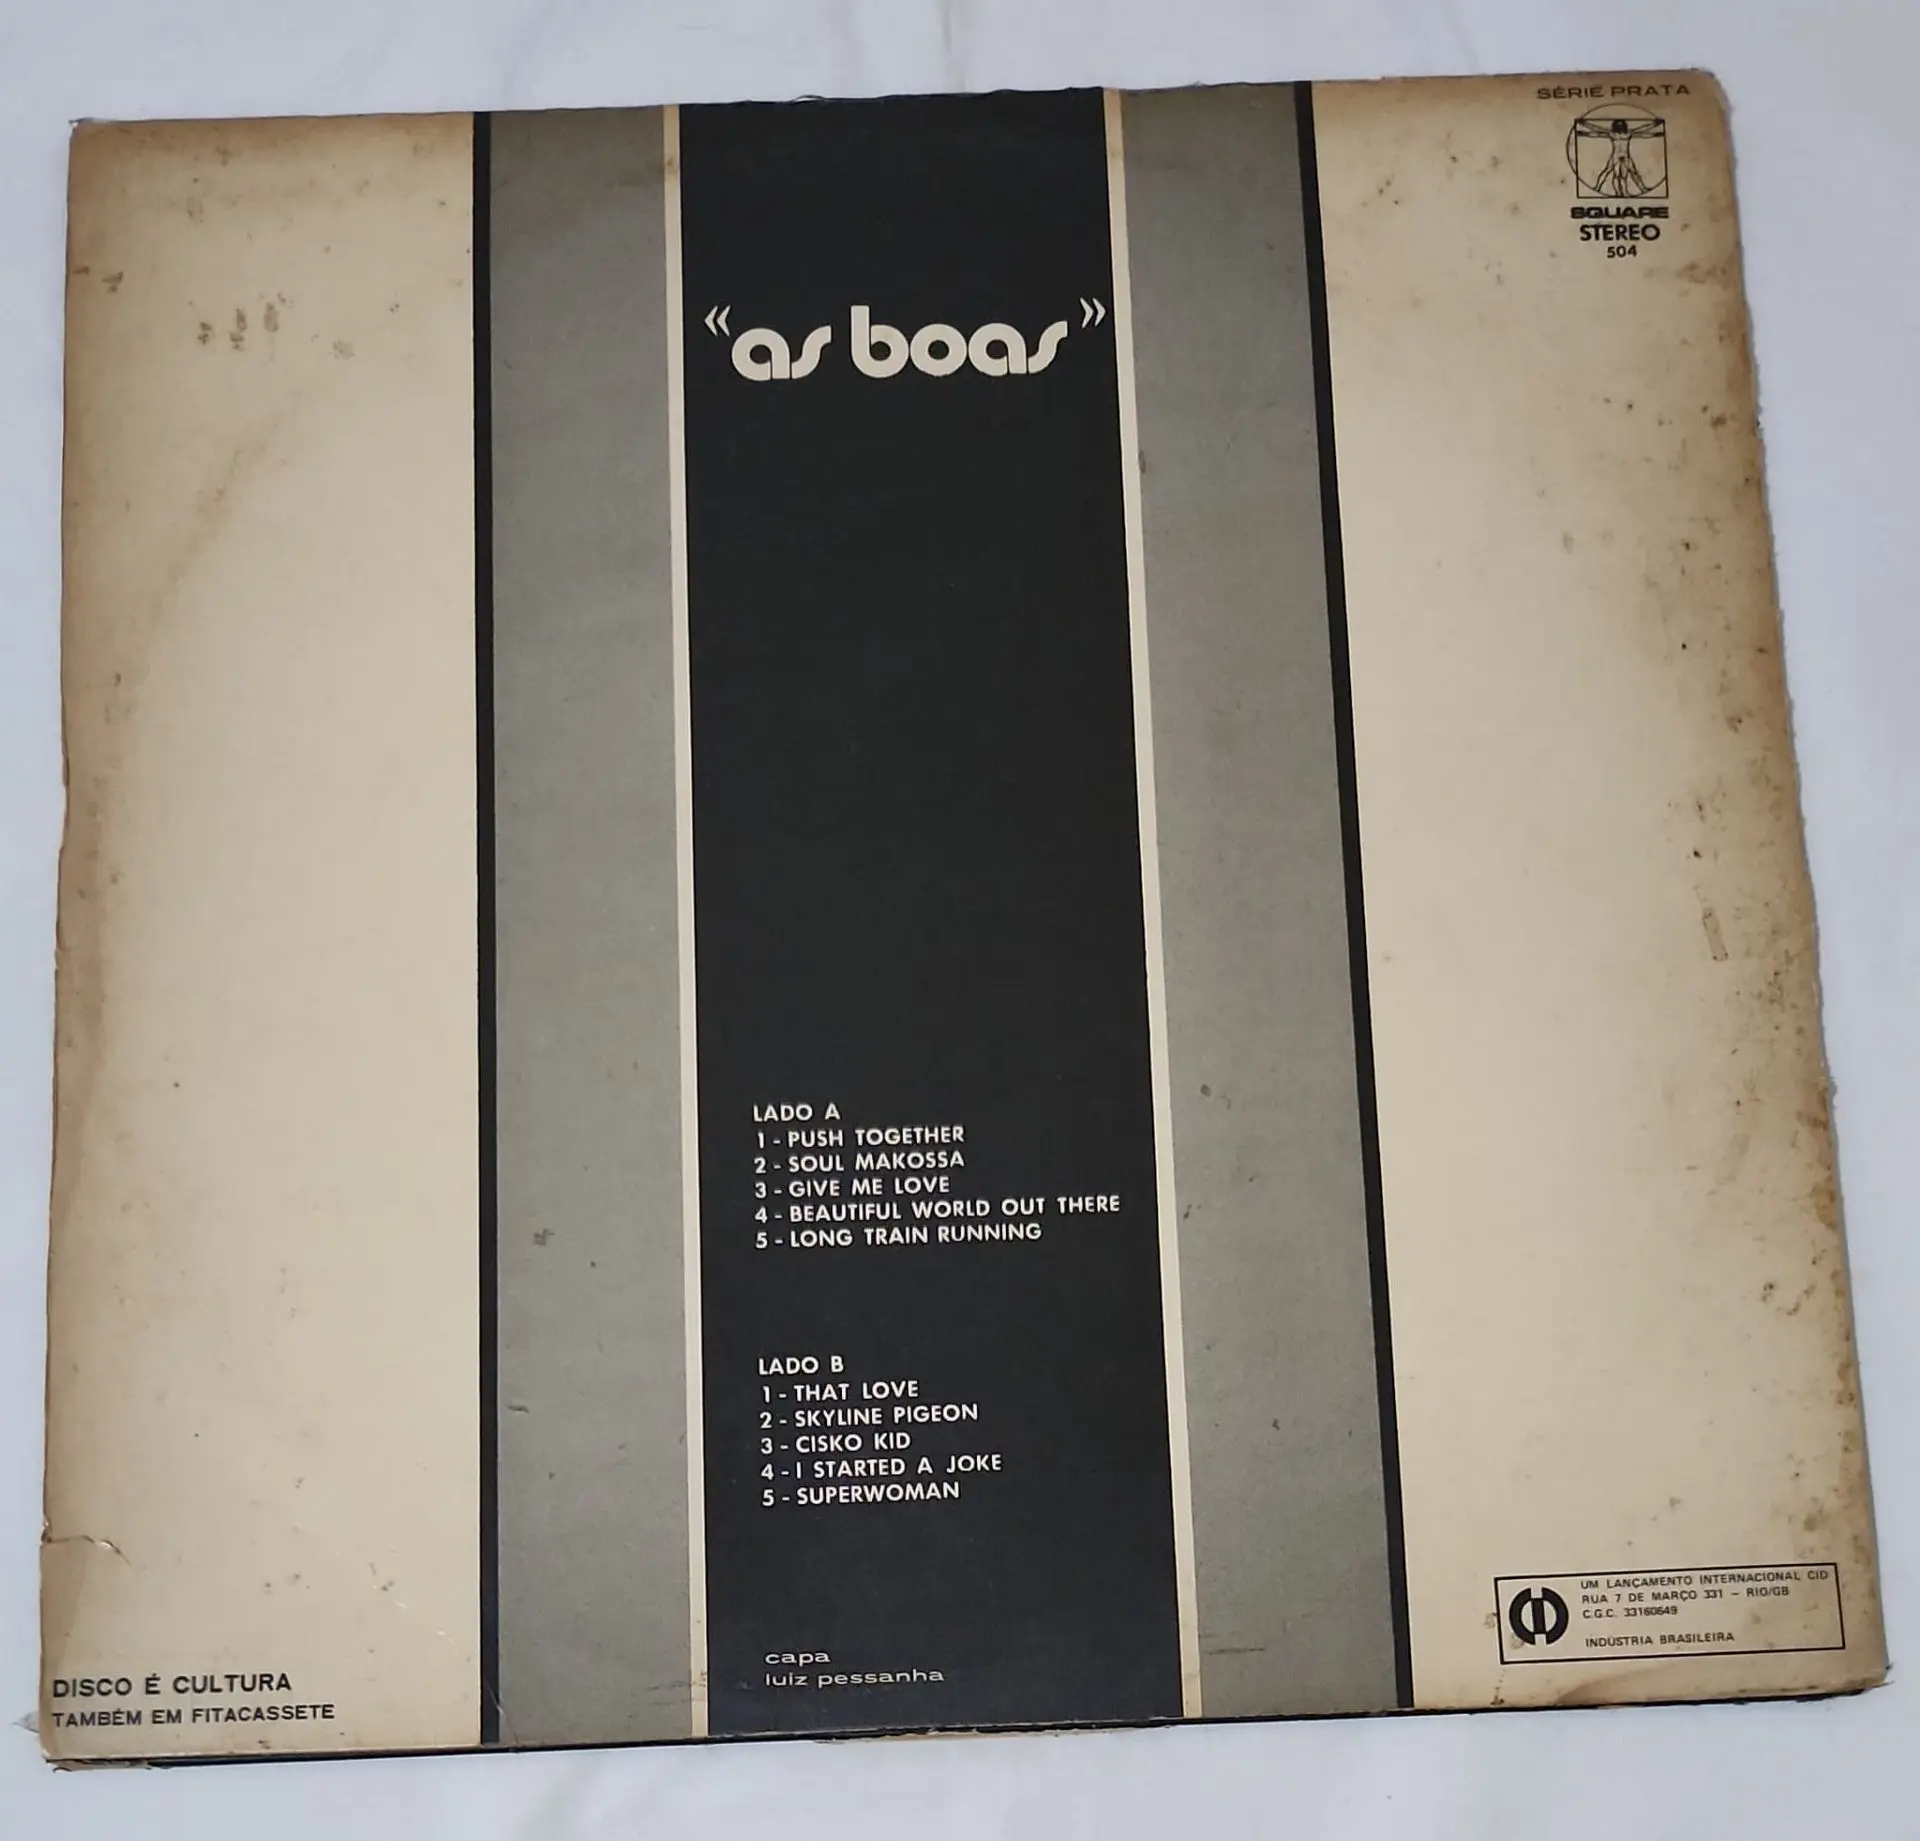 SÉRIE PRATA
SQUARE
STEREO
504
«as boas»
LADO A
1 - PUSH TOGETHER
2 - SOUL MAKOSSA
3 - GIVE ME LOVE
4 - BEAUTIFUL WORLD OUT THERE
5 - LONG TRAIN RUNNING
LADO B
1 - THAT LOVE
2 - SKYLINE PIGEON
3 - CISKO KID
4 - I STARTED A JOKE
5 - SUPERWOMAN
capa
luiz pessanha
DISCO É CULTURA
TAMBÉM EM FITACASSETE
UM LANÇAMENTO INTERNACIONAL CID
RUA 7 DE MARÇO 331 — RIO/GB
C.G.C. 33160649
INDÚSTRIA BRASILEIRA